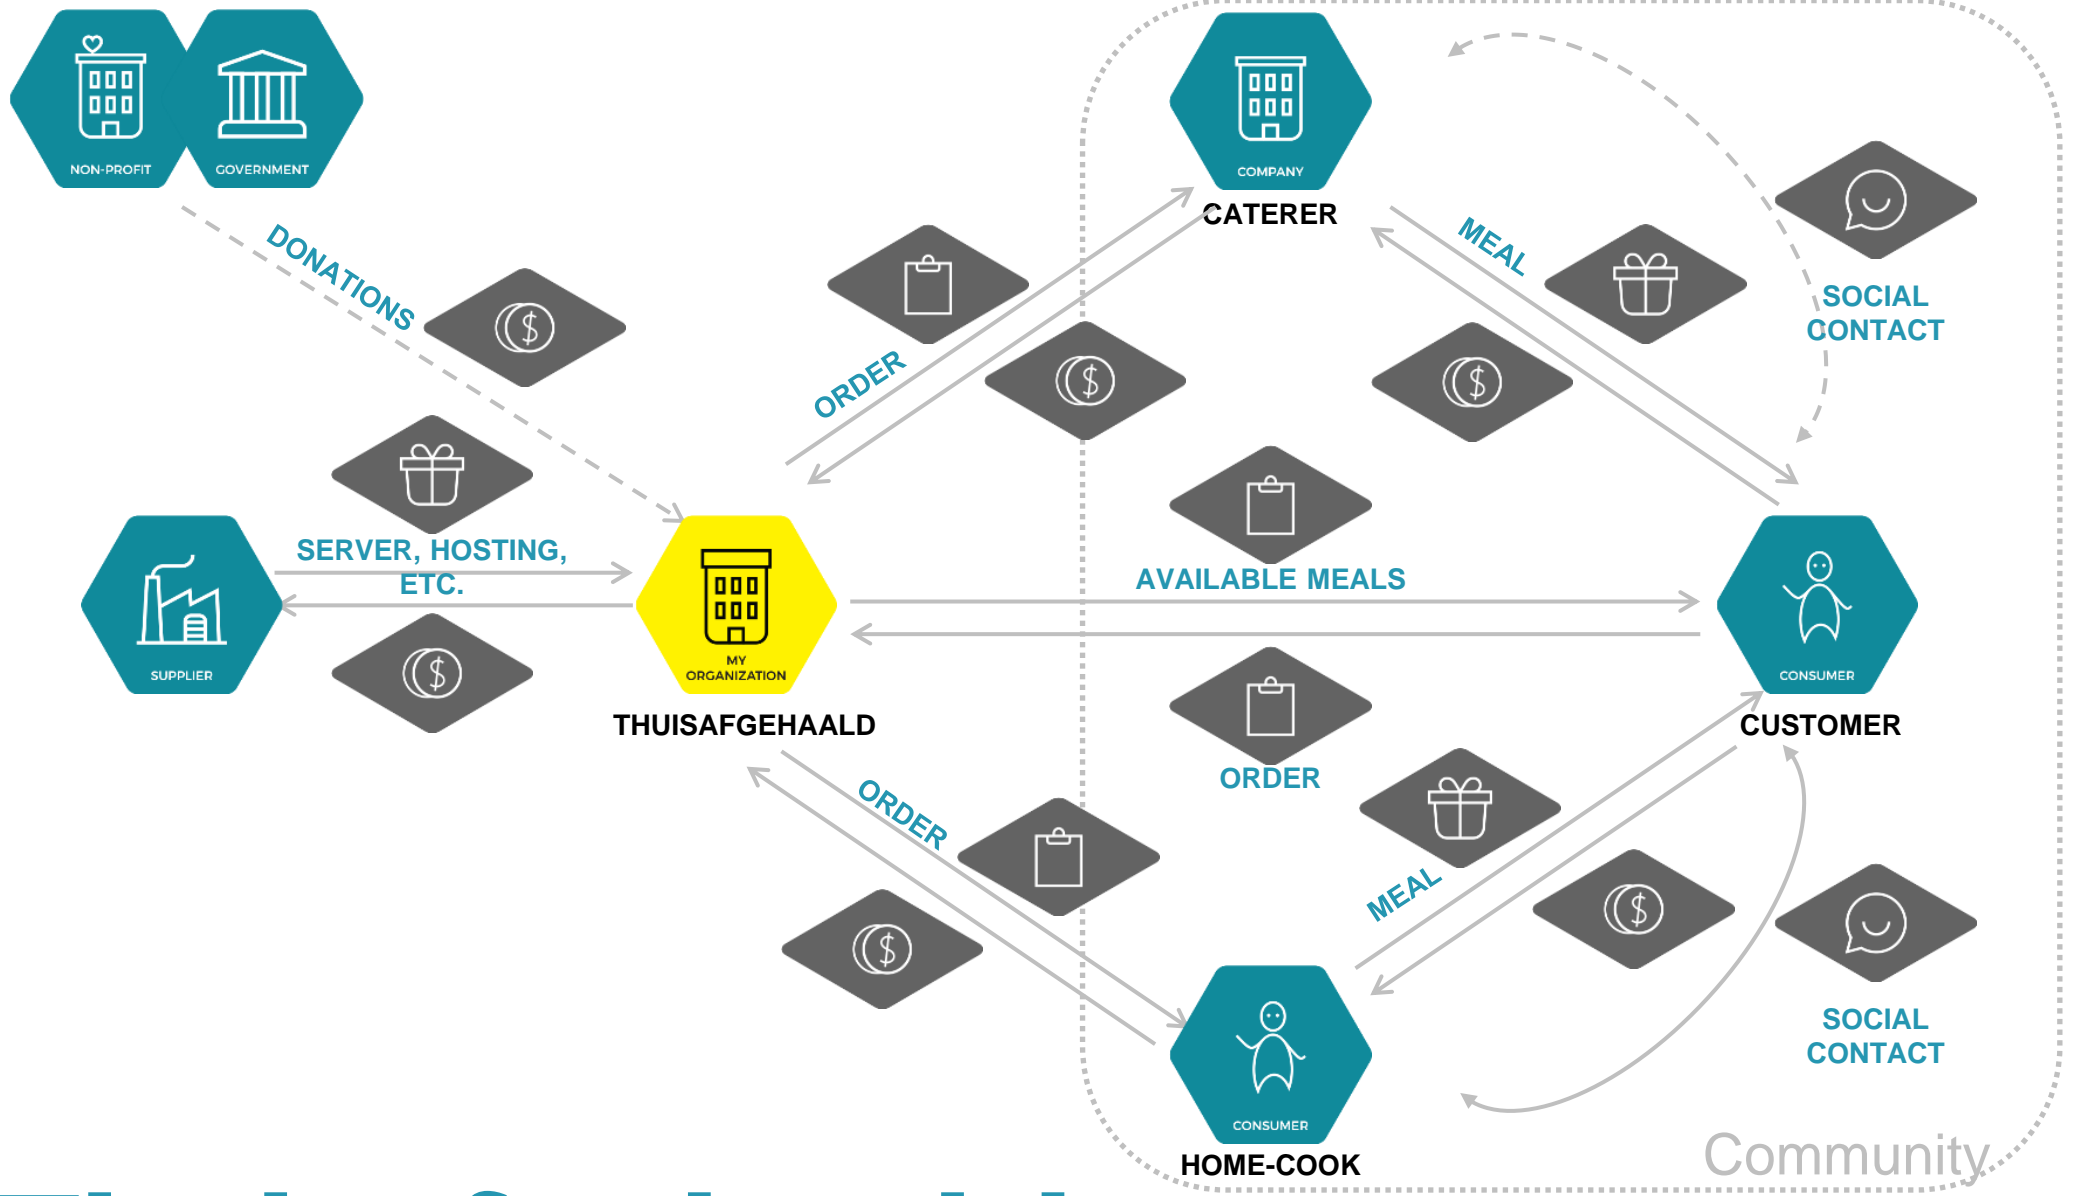 NON-PROFIT
GOVERNMENT
COMPANY
CATERER
DONATIONS
ORDER
MEAL
SOCIAL
CONTACT
SERVER, HOSTING,
ETC.
AVAILABLE MEALS
SUPPLIER
MY
ORGANIZATION
THUISAFGEHAALD
CONSUMER
CUSTOMER
ORDER
ORDER
MEAL
SOCIAL
CONTACT
CONSUMER
HOME-COOK
Community